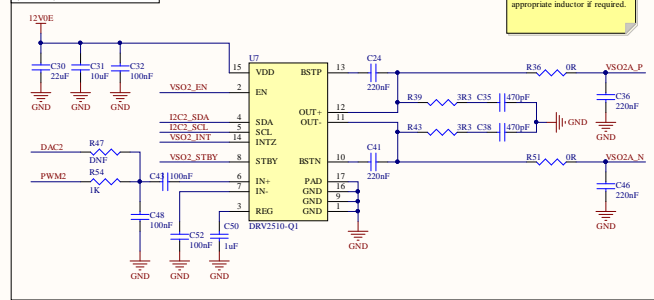 appropriate inductor if required.
12V0E
C30
22uF
GND
C31
10uF
GND
C32
100nF
GND
U7
15 VDD
BSTP 13
VSO2_EN 2 EN
OUT+ 12
OUT- 11
I2C2_SDA 4 SDA
I2C2_SCL 5 SCL
VSO2_INT 14 INTZ
VSO2_STBY 8 STBY
BSTN 10
6 IN+
7 IN-
3 REG
PAD 17
GND 16
GND 9
GND 1
DRV2510-Q1
GND
C24
220nF
R36 0R VSO2A_P
C36
220nF
GND
R39 3R3 C35 470pF
GND
R43 3R3 C38 470pF
C41
220nF
R51 0R VSO2A_N
C46
220nF
GND
DAC2 R47
DNF
PWM2 R54
1K
C43 100nF
C48
100nF
GND
C52
100nF
GND
C50
1uF
GND